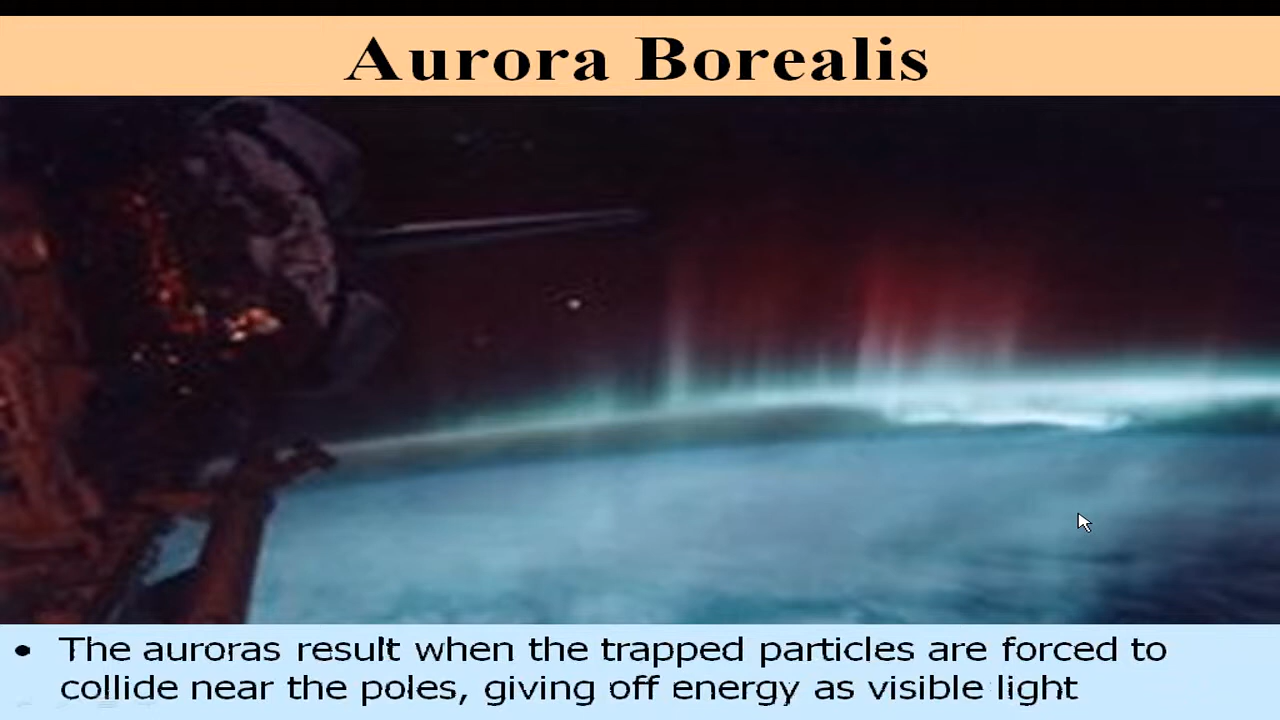 Aurora Borealis
• The auroras result when the trapped particles are forced to
collide near the poles, giving off energy as visible light